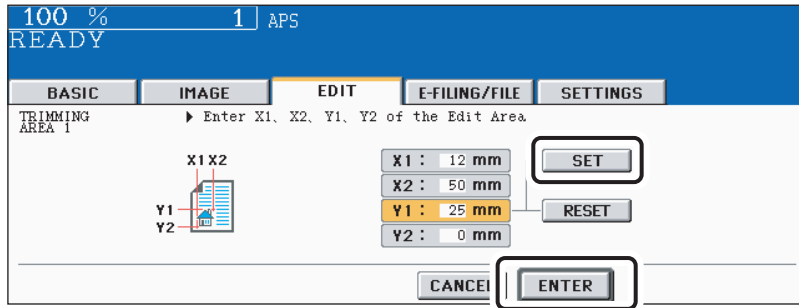 100 % 1 APS
READY
BASIC IMAGE EDIT E-FILING/FILE SETTINGS
TRIMMING
AREA 1
▶ Enter X1, X2, Y1, Y2 of the Edit Area
X1 X2
Y1
Y2
X1 : 12 mm
SET
X2 : 50 mm
Y1 : 25 mm
RESET
Y2 : 0 mm
CANCEL
ENTER